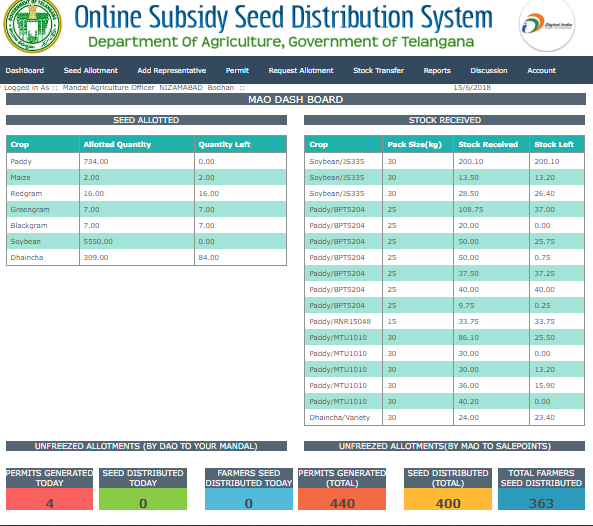 Online Subsidy Seed Distribution System
Department Of Agriculture, Government of Telangana
Digital India
DashBoard Seed Allotment Add Representative Permit Request Allotment Stock Transfer Reports Discussion Account
Logged in As :: Mandal Agriculture Officer NIZAMABAD Bodhan :: 15/6/2018
MAO DASH BOARD
SEED ALLOTTED
Crop Allotted Quantity Quantity Left
Paddy 734.00 0.00
Maize 2.00 2.00
Redgram 16.00 16.00
Greengram 7.00 7.00
Blackgram 7.00 7.00
Soybean 5550.00 0.00
Dhaincha 309.00 84.00
STOCK RECEIVED
Crop Pack Size(kg) Stock Received Stock Left
Soybean/JS335 30 200.10 200.10
Soybean/JS335 30 13.50 13.20
Soybean/JS335 30 28.50 26.40
Paddy/BPT5204 25 108.75 37.00
Paddy/BPT5204 25 20.00 0.00
Paddy/BPT5204 25 50.00 25.75
Paddy/BPT5204 25 50.00 0.75
Paddy/BPT5204 25 37.50 37.25
Paddy/BPT5204 25 40.00 40.00
Paddy/BPT5204 25 9.75 0.25
Paddy/RNR15048 15 33.75 33.75
Paddy/MTU1010 30 86.10 25.50
Paddy/MTU1010 30 30.00 0.00
Paddy/MTU1010 30 30.00 13.20
Paddy/MTU1010 30 36.00 15.90
Paddy/MTU1010 30 40.20 0.00
Dhaincha/Variety 30 24.00 23.40
UNFREEZED ALLOTMENTS (BY DAO TO YOUR MANDAL)
UNFREEZED ALLOTMENTS(BY MAO TO SALEPOINTS)
PERMITS GENERATED
TODAY
4
SEED DISTRIBUTED
TODAY
0
FARMERS SEED
DISTRIBUTED TODAY
0
PERMITS GENERATED
(TOTAL)
440
SEED DISTRIBUTED
(TOTAL)
400
TOTAL FARMERS
SEED DISTRIBUTED
363